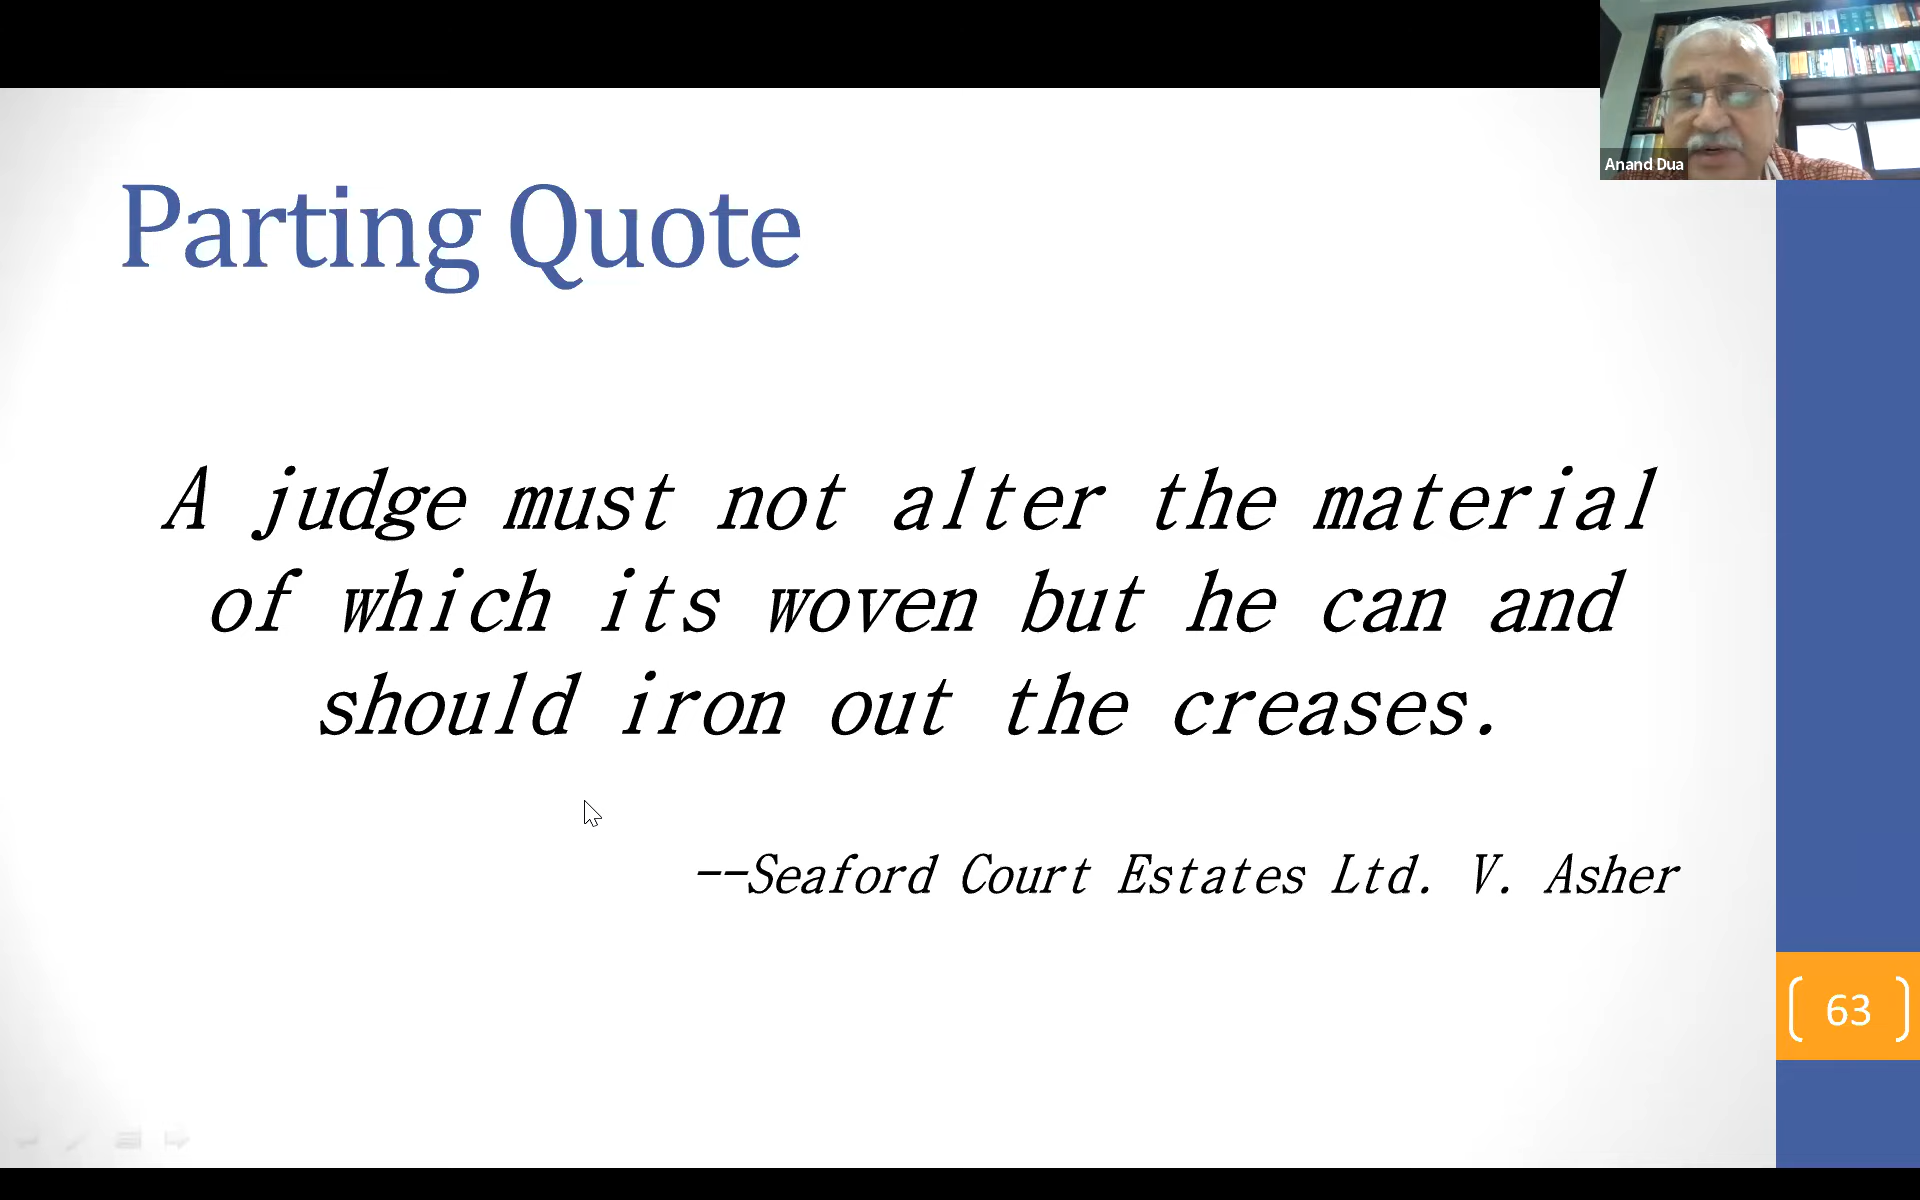 Anand Dua
Parting Quote
A judge must not alter the material
of which its woven but he can and
should iron out the creases.
--Seaford Court Estates Ltd. V. Asher
63